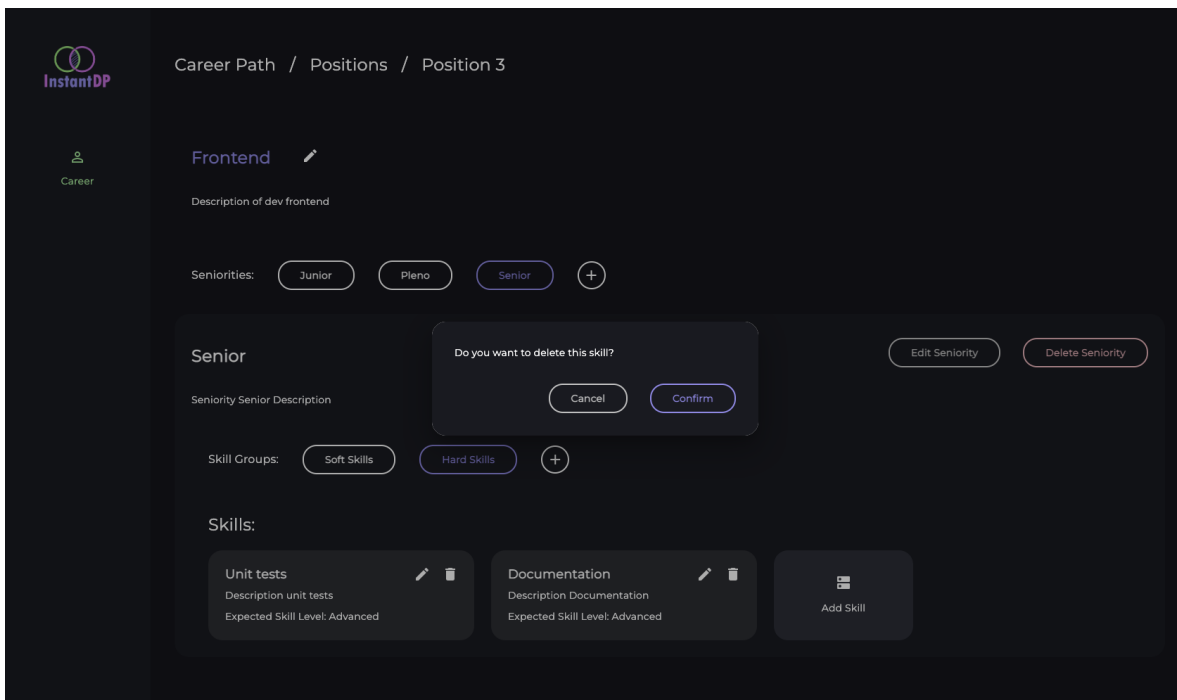 InstantDP
Career Path / Positions / Position 3
Career
Frontend
Description of dev frontend
Seniorities: Junior Pleno Senior +
Senior
Do you want to delete this skill?
Cancel Confirm
Edit Seniority Delete Seniority
Seniority Senior Description
Skill Groups: Soft Skills Hard Skills +
Skills:
Unit tests
Description unit tests
Expected Skill Level: Advanced
Documentation
Description Documentation
Expected Skill Level: Advanced
Add Skill